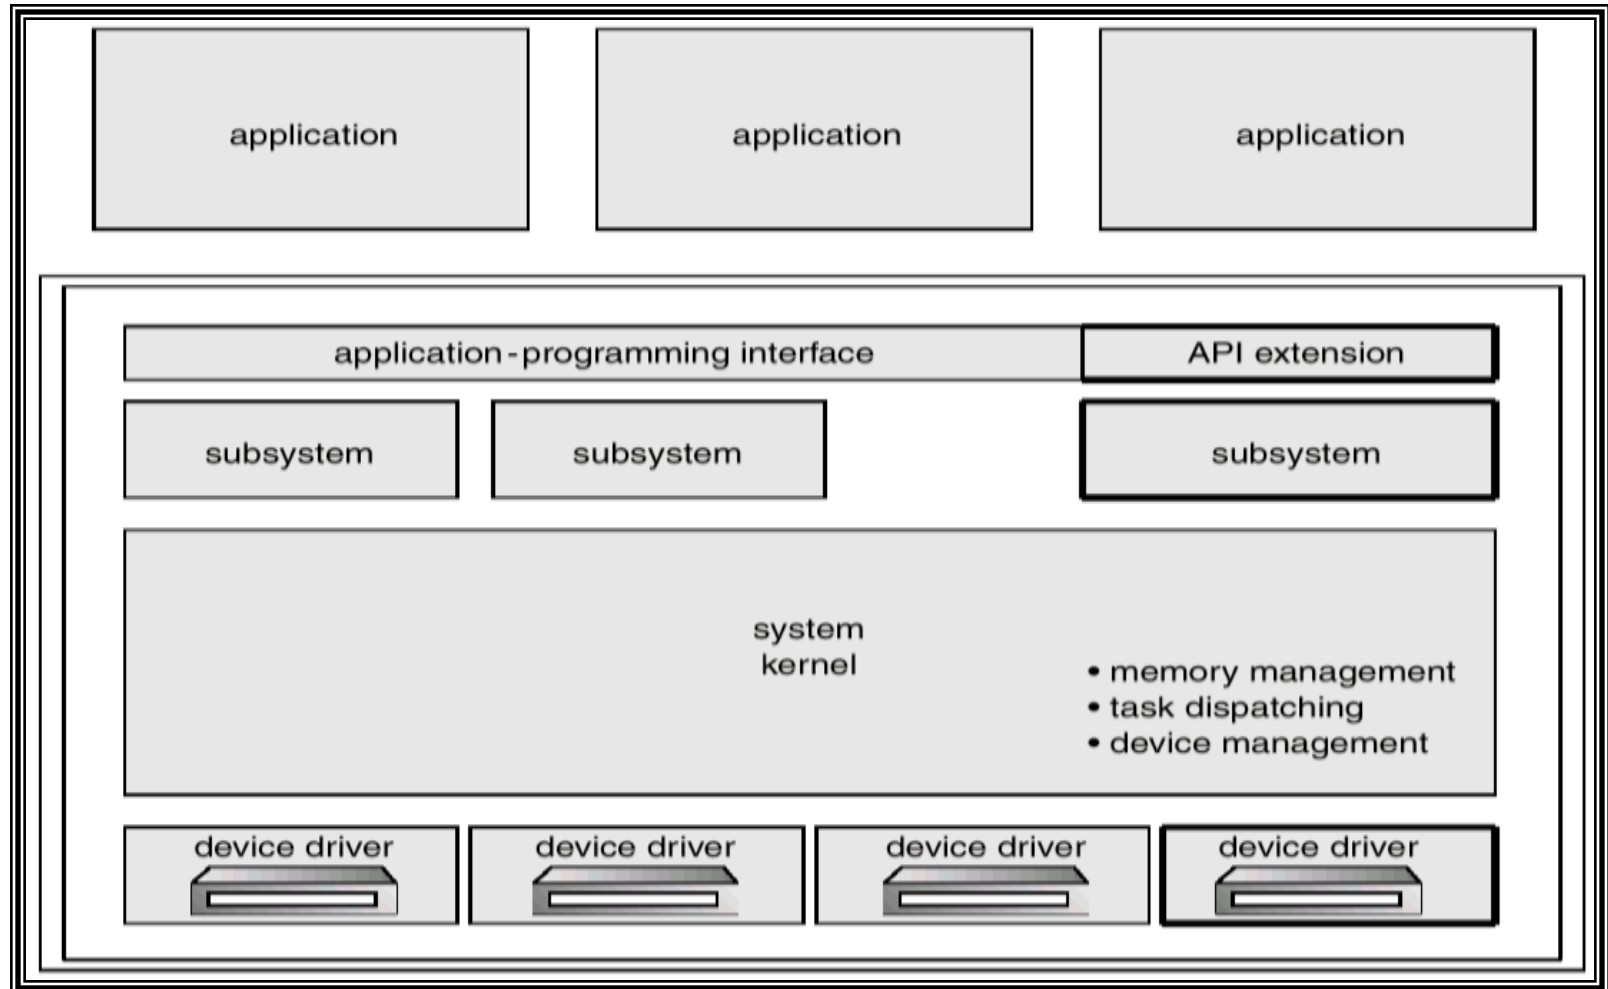 application
application
application
application-programming interface
API extension
subsystem
subsystem
subsystem
system
kernel
• memory management
• task dispatching
• device management
device driver
device driver
device driver
device driver